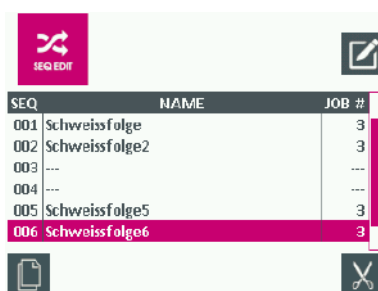 SEQ EDIT
SEQ NAME JOB #
001 Schweissfolge 3
002 Schweissfolge2 3
003 --- ---
004 --- ---
005 Schweissfolge5 3
006 Schweissfolge6 3